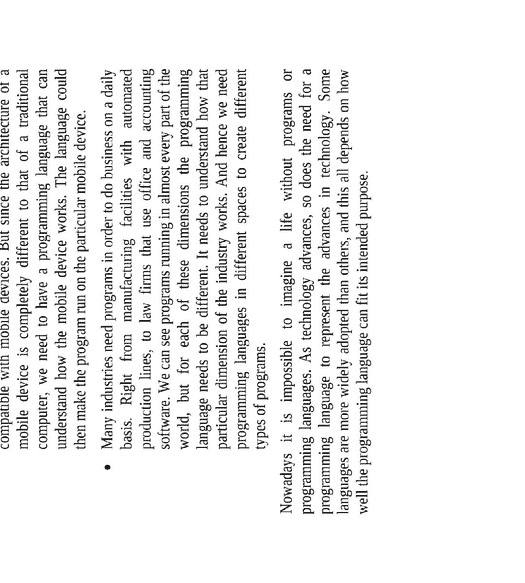 compatible with mobile devices. But since the architecture of a
mobile device is completely different to that of a traditional
computer, we need to have a programming language that can
understand how the mobile device works. The language could
then make the program run on the particular mobile device.
• Many industries need programs in order to do business on a daily
basis. Right from manufacturing facilities with automated
production lines, to law firms that use office and accounting
software. We can see programs running in almost every part of the
world, but for each of these dimensions the programming
language needs to be different. It needs to understand how that
particular dimension of the industry works. And hence we need
programming languages in different spaces to create different
types of programs.
Nowadays it is impossible to imagine a life without programs or
programming languages. As technology advances, so does the need for a
programming language to represent the advances in technology. Some
languages are more widely adopted than others, and this all depends on how
well the programming language can fit its intended purpose.